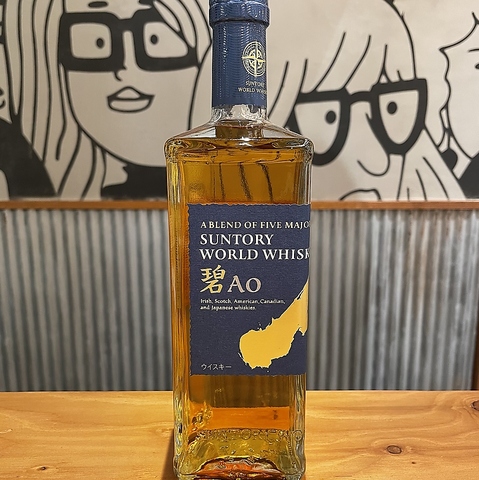 SUNTORY
WORLD WHIS
A BLEND OF FIVE MAJO
SUNTORY
WORLD WHISK
碧AO
Irish, Scotch, American, Canadian,
and Japanese whiskies.
ウイスキー